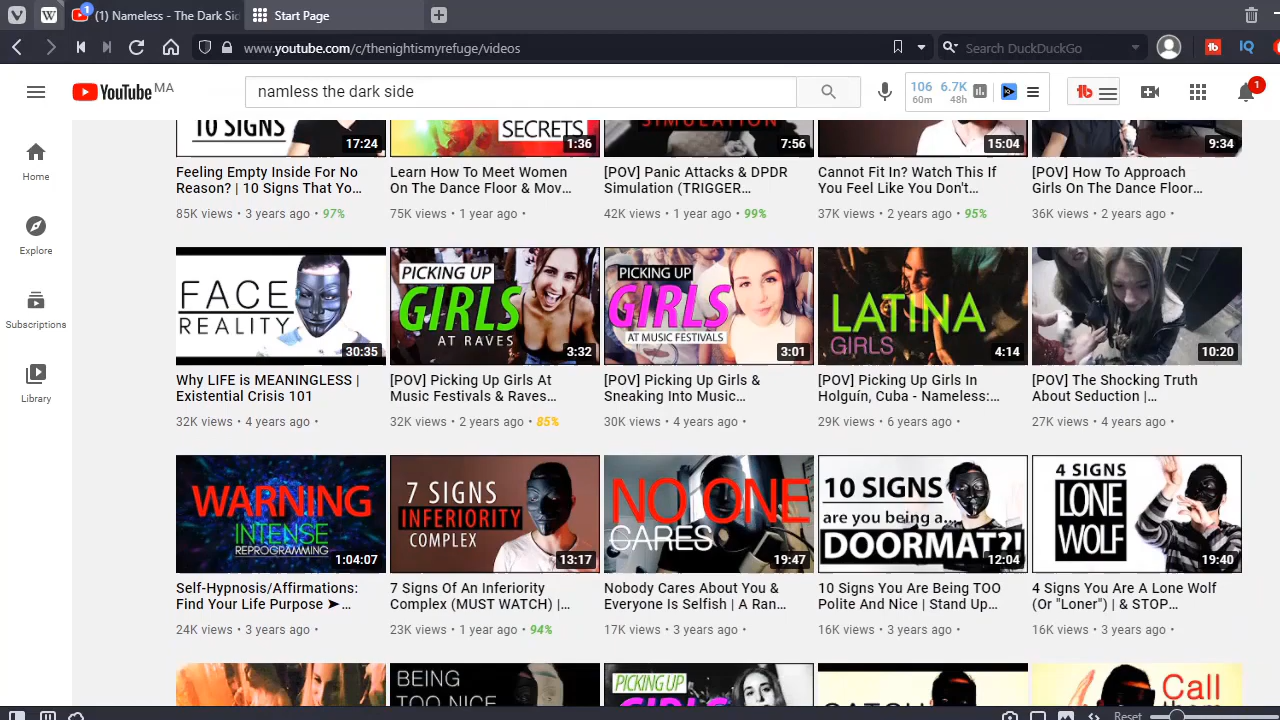 1
(1) Nameless - The Dark Sid
Start Page
www.youtube.com/c/thenightismyrefuge/videos
Search DuckDuckGo
IQ
YouTube MA
namless the dark side
106 6.7K
60m 48h
1
Home
Explore
Subscriptions
Library
10 SIGNS
17:24
SECRETS
1:36
SIMULATION
7:56
15:04
9:34
Feeling Empty Inside For No
Reason? | 10 Signs That Yo...
85K views • 3 years ago • 97%
Learn How To Meet Women
On The Dance Floor & Mov...
75K views • 1 year ago •
[POV] Panic Attacks & DPDR
Simulation (TRIGGER...
42K views • 1 year ago • 99%
Cannot Fit In? Watch This If
You Feel Like You Don't...
37K views • 2 years ago • 95%
[POV] How To Approach
Girls On The Dance Floor...
36K views • 2 years ago •
FACE
REALITY
30:35
PICKING UP
GIRLS
AT RAVES
3:32
PICKING UP
GIRLS
AT MUSIC FESTIVALS
3:01
LATINA
GIRLS
4:14
10:20
Why LIFE is MEANINGLESS |
Existential Crisis 101
32K views • 4 years ago •
[POV] Picking Up Girls At
Music Festivals & Raves...
32K views • 2 years ago • 85%
[POV] Picking Up Girls &
Sneaking Into Music...
30K views • 4 years ago •
[POV] Picking Up Girls In
Holguín, Cuba - Nameless:...
29K views • 6 years ago •
[POV] The Shocking Truth
About Seduction |...
27K views • 4 years ago •
WARNING
INTENSE
REPROGRAMMING
1:04:07
7 SIGNS
INFERIORITY
COMPLEX
13:17
NO ONE
CARES
19:47
10 SIGNS
are you being a...
DOORMAT?!
12:04
4 SIGNS
LONE
WOLF
19:40
Self-Hypnosis/Affirmations:
Find Your Life Purpose ➤...
24K views • 3 years ago •
7 Signs Of An Inferiority
Complex (MUST WATCH) |...
23K views • 1 year ago • 94%
Nobody Cares About You &
Everyone Is Selfish | A Ran...
17K views • 3 years ago •
10 Signs You Are Being TOO
Polite And Nice | Stand Up...
16K views • 3 years ago •
4 Signs You Are A Lone Wolf
(Or "Loner") | & STOP...
16K views • 3 years ago •
BEING
TOO NICE
PICKING UP
GIRLS
CATCH
Call
them
Reset